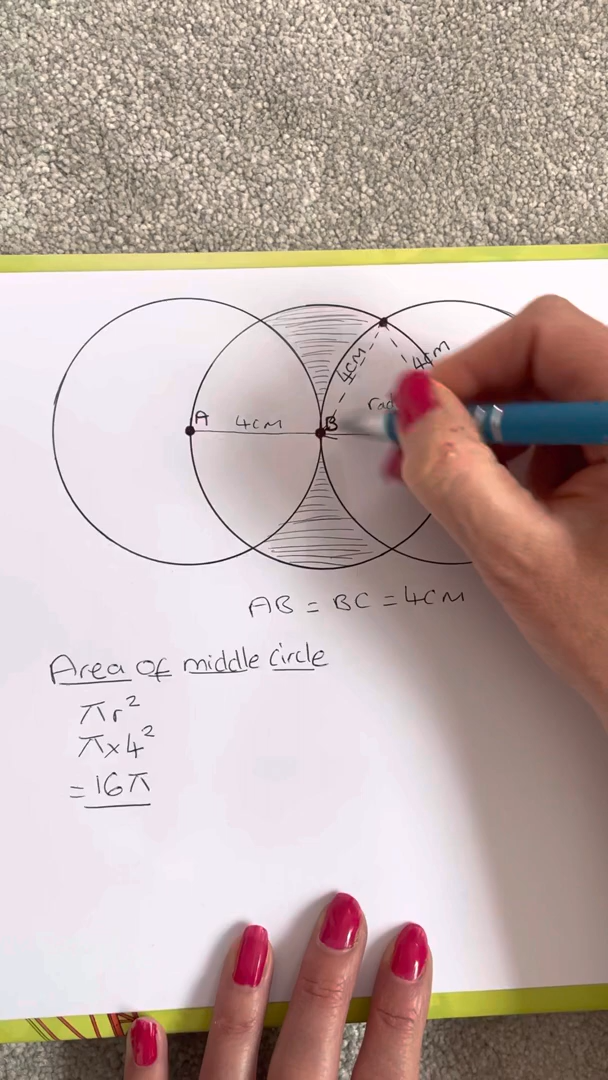 A
4cm
B
4cm
4cm
AB = BC = 4cm
Area of middle circle
πr²
π×4²
= 16π